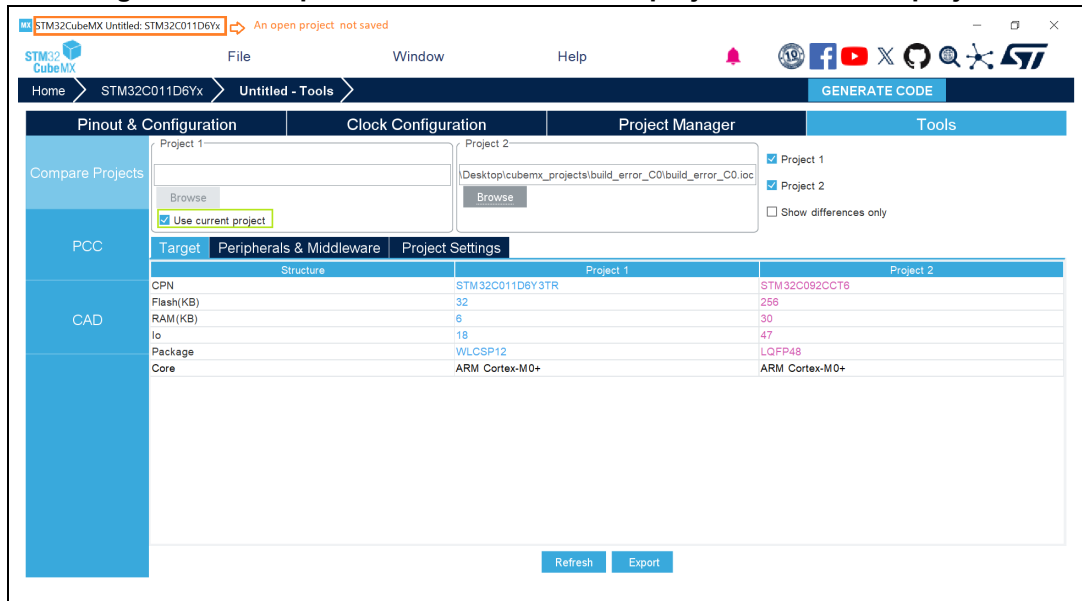 MX STM32CubeMX Untitled: STM32C011D6Yx An open project not saved
STM32 CubeMX File Window Help 10 ST
Home STM32C011D6Yx Untitled - Tools GENERATE CODE
Pinout & Configuration Clock Configuration Project Manager Tools
Compare Projects
PCC
CAD
Project 1 Project 2
\Desktop\cubemx_projects\build_error_C0\build_error_C0.ioc
Browse Browse
Use current project
Project 1
Project 2
Show differences only
Target Peripherals & Middleware Project Settings
Structure Project 1 Project 2
CPN STM32C011D6Y3TR STM32C092CCT6
Flash(KB) 32 256
RAM(KB) 6 30
Io 18 47
Package WLCSP12 LQFP48
Core ARM Cortex-M0+ ARM Cortex-M0+
Refresh Export